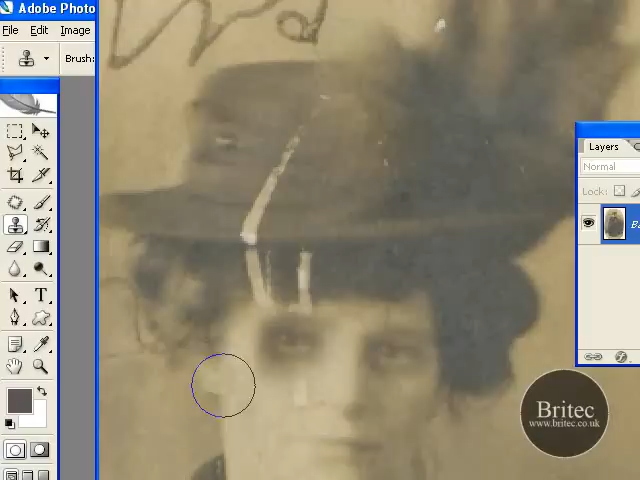 Adobe Photo
File Edit Image
Brush:
Layers
Normal
Lock:
T
Britec
www.britec.co.uk